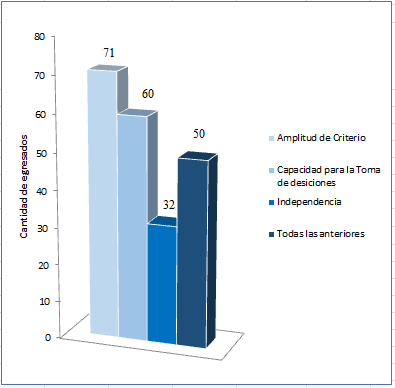 80
70
60
50
40
30
20
10
0
Cantidad de egresados
71
60
32
50
Amplitud de Criterio
Capacidad para la Toma
de desiciones
Independencia
Todas las anteriores